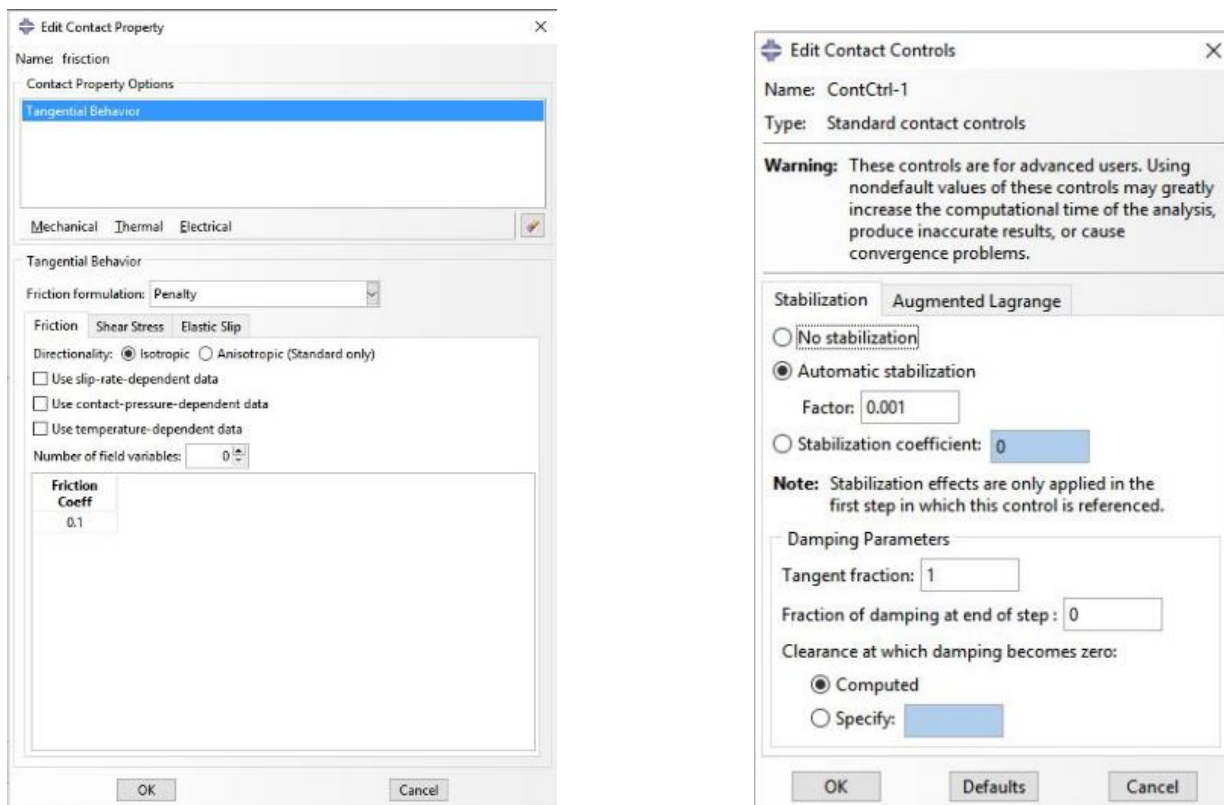 Edit Contact Property
Name: frisction
Contact Property Options
Tangential Behavior
Mechanical Thermal Electrical
Tangential Behavior
Friction formulation: Penalty
Friction Shear Stress Elastic Slip
Directionality: Isotropic Anisotropic (Standard only)
Use slip-rate-dependent data
Use contact-pressure-dependent data
Use temperature-dependent data
Number of field variables: 0
Friction
Coeff
0.1
OK Cancel
Edit Contact Controls
Name: ContCtrl-1
Type: Standard contact controls
Warning: These controls are for advanced users. Using
nondefault values of these controls may greatly
increase the computational time of the analysis,
produce inaccurate results, or cause
convergence problems.
Stabilization Augmented Lagrange
No stabilization
Automatic stabilization
Factor: 0.001
Stabilization coefficient: 0
Note: Stabilization effects are only applied in the
first step in which this control is referenced.
Damping Parameters
Tangent fraction: 1
Fraction of damping at end of step : 0
Clearance at which damping becomes zero:
Computed
Specify:
OK Defaults Cancel